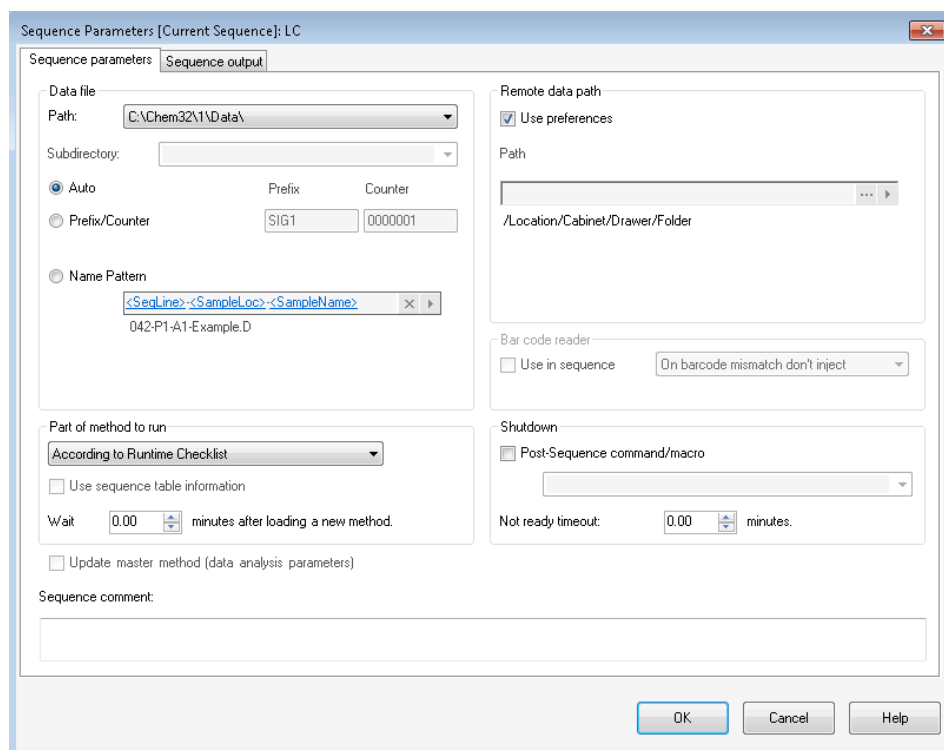 Sequence Parameters [Current Sequence]: LC
Sequence parameters
Sequence output
Data file
Path:
C:\Chem32\1\Data\
Subdirectory:
Auto
Prefix
Counter
Prefix/Counter
SIG1
0000001
Name Pattern
<SeqLine>-<SampleLoc>-<SampleName>
042-P1-A1-Example.D
Remote data path
Use preferences
Path
...
/Location/Cabinet/Drawer/Folder
Bar code reader
Use in sequence
On barcode mismatch don't inject
Part of method to run
According to Runtime Checklist
Use sequence table information
Wait
0.00
minutes after loading a new method.
Shutdown
Post-Sequence command/macro
Not ready timeout:
0.00
minutes.
Update master method (data analysis parameters)
Sequence comment:
OK
Cancel
Help